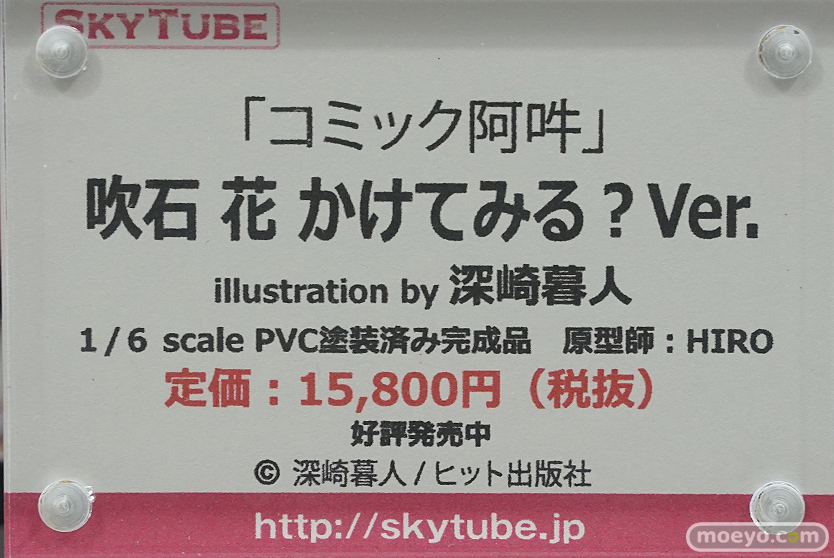 SKYTUBE
「コミック阿吽」
吹石 花 かけてみる？Ver.
illustration by 深崎暮人
1/6 scale PVC塗装済み完成品　原型師：HIRO
定価：15,800円（税抜）
好評発売中
© 深崎暮人/ヒット出版社
http://skytube.jp
moeyo.com